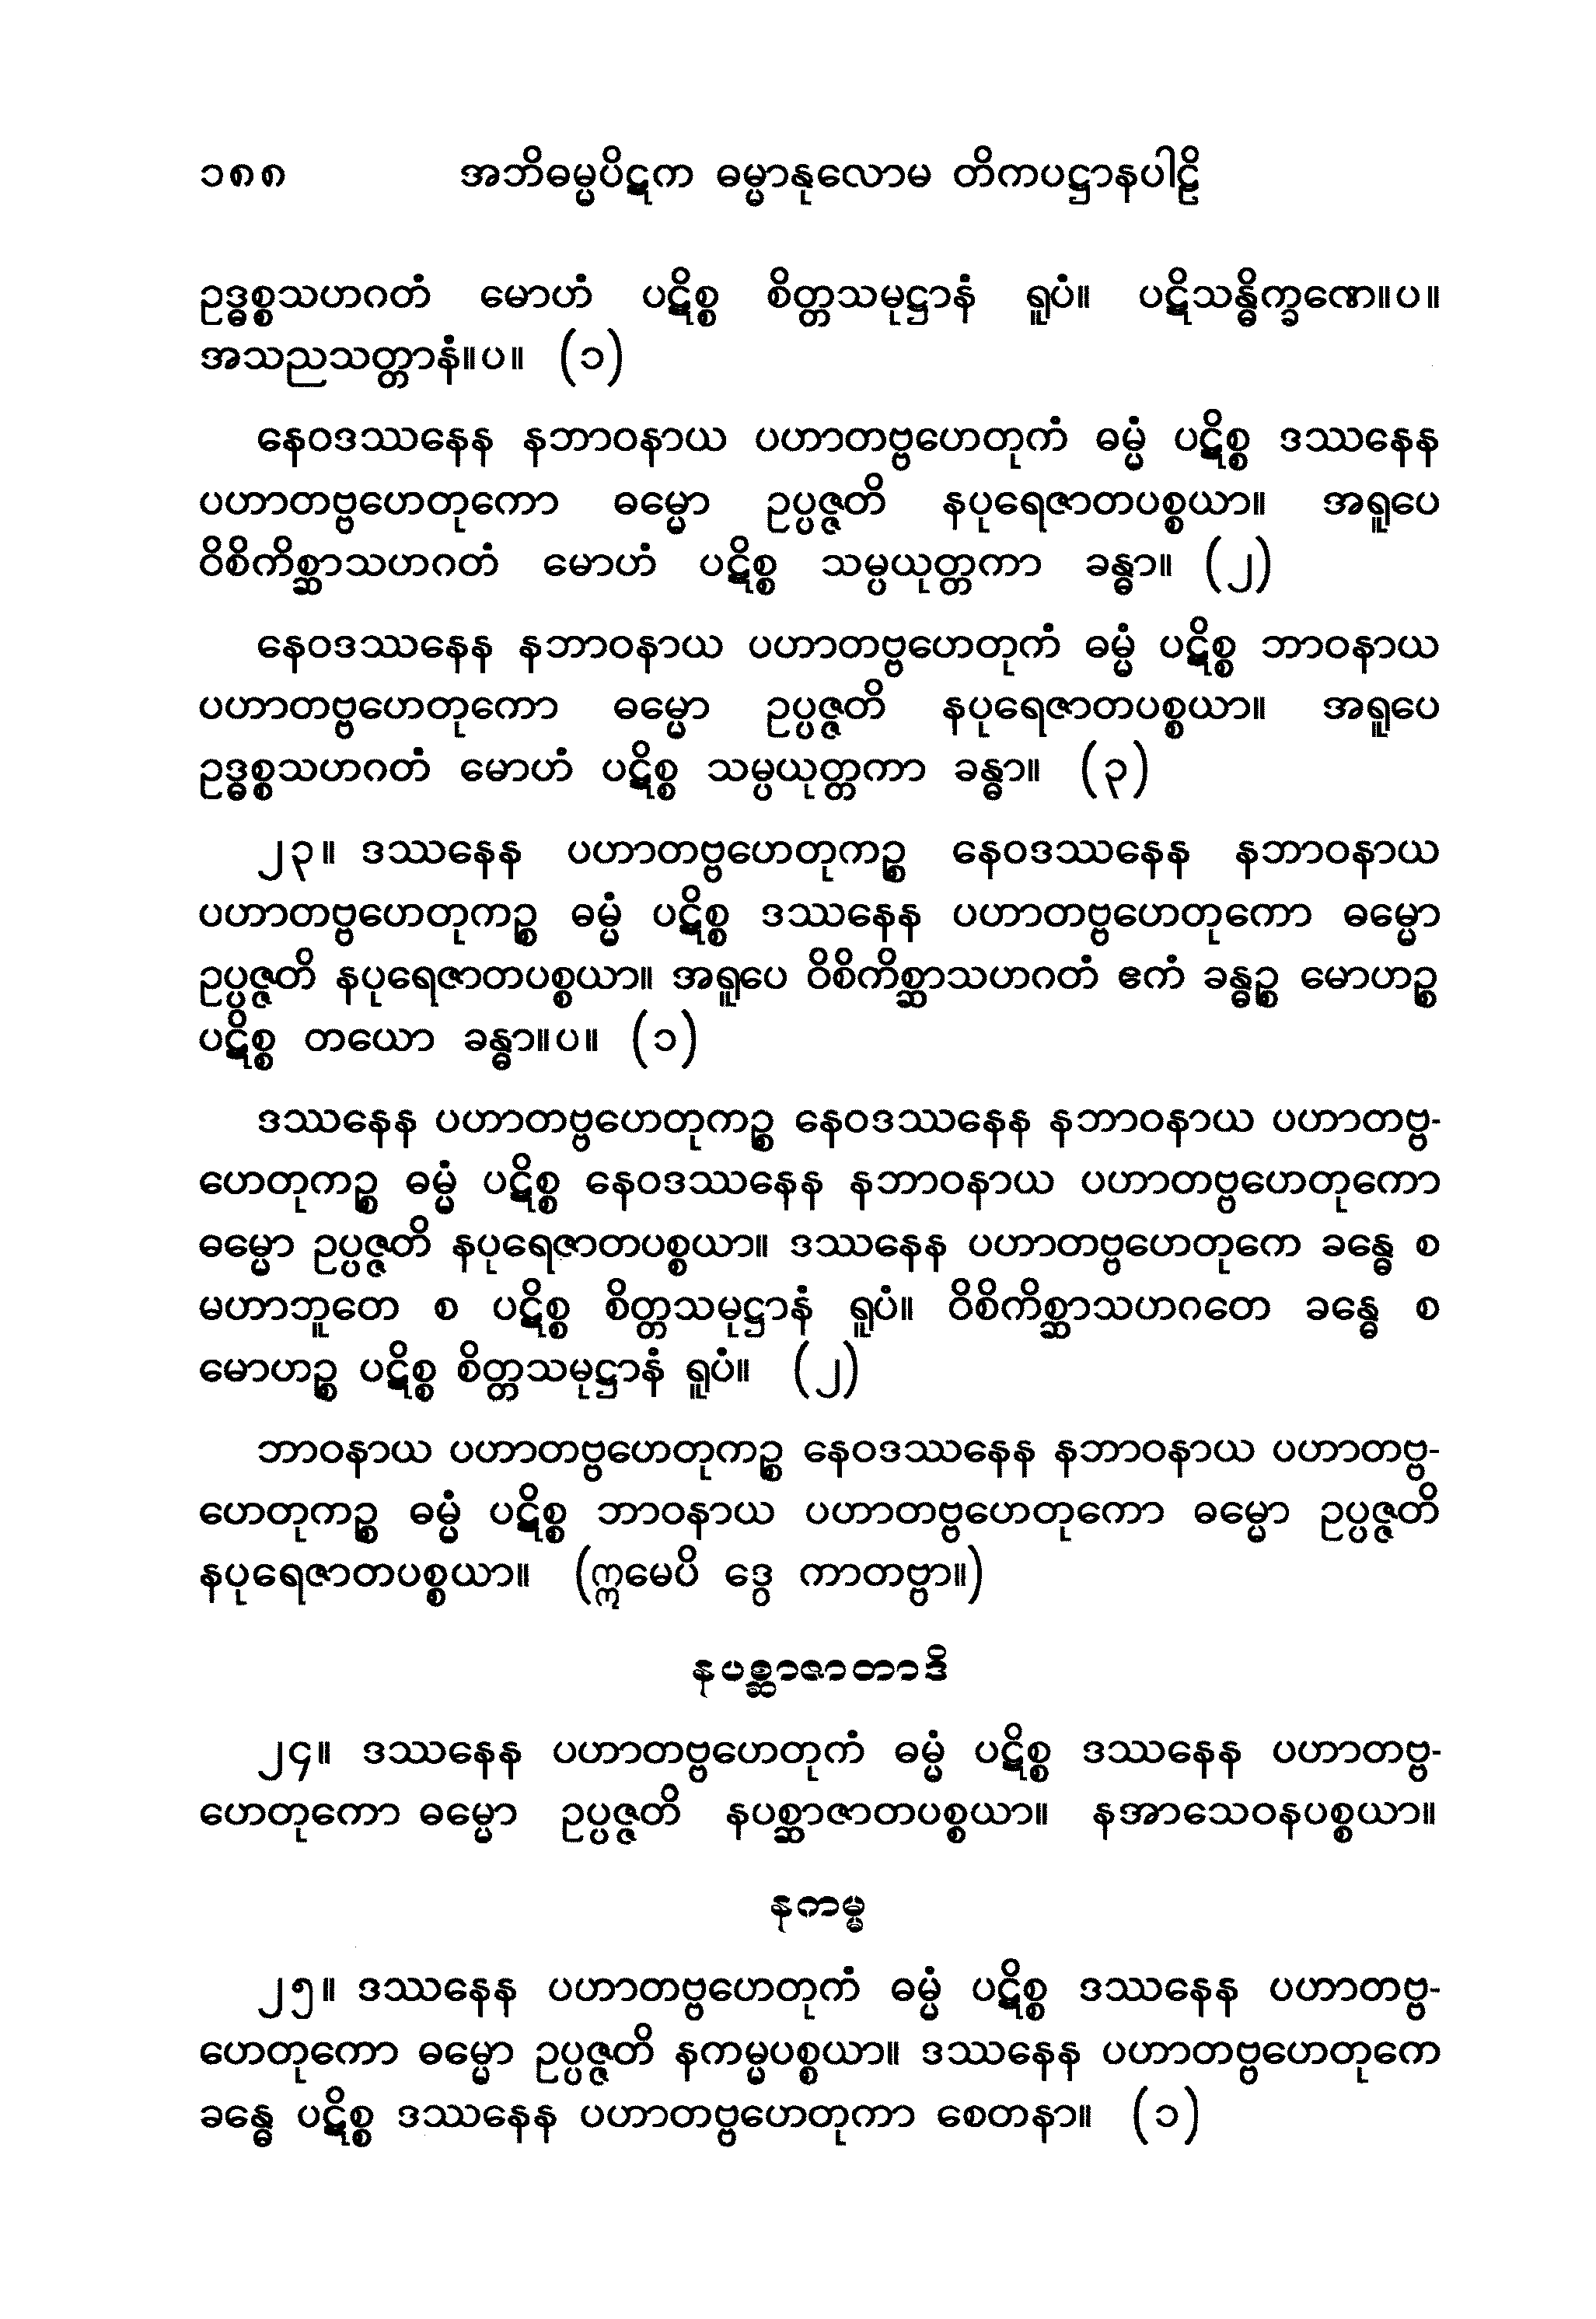 ၁၈၈ အဘိဓမ္မပိဋက ဓမ္မာနုလောမ တိကပဋ္ဌာနပါဠိ
ဥဒ္ဓစ္စသဟဂတံ မောဟံ ပဋိစ္စ စိတ္တသမုဋ္ဌာနံ ရူပံ။ ပဋိသန္ဓိက္ခဏေ။ပ။
အသညသတ္တာနံ။ပ။ (၁)
နေဝဒဿနေန နဘာဝနာယ ပဟာတဗ္ဗဟေတုကံ ဓမ္မံ ပဋိစ္စ ဒဿနေန
ပဟာတဗ္ဗဟေတုကော ဓမ္မော ဥပ္ပဇ္ဇတိ နပုရေဇာတပစ္စယာ။ အရူပေ
ဝိစိကိစ္ဆာသဟဂတံ မောဟံ ပဋိစ္စ သမ္ပယုတ္တကာ ခန္ဓာ။ (၂)
နေဝဒဿနေန နဘာဝနာယ ပဟာတဗ္ဗဟေတုကံ ဓမ္မံ ပဋိစ္စ ဘာဝနာယ
ပဟာတဗ္ဗဟေတုကော ဓမ္မော ဥပ္ပဇ္ဇတိ နပုရေဇာတပစ္စယာ။ အရူပေ
ဥဒ္ဓစ္စသဟဂတံ မောဟံ ပဋိစ္စ သမ္ပယုတ္တကာ ခန္ဓာ။ (၃)
၂၃။ ဒဿနေန ပဟာတဗ္ဗဟေတုကဉ္စ နေဝဒဿနေန နဘာဝနာယ
ပဟာတဗ္ဗဟေတုကဉ္စ ဓမ္မံ ပဋိစ္စ ဒဿနေန ပဟာတဗ္ဗဟေတုကော ဓမ္မော
ဥပ္ပဇ္ဇတိ နပုရေဇာတပစ္စယာ။ အရူပေ ဝိစိကိစ္ဆာသဟဂတံ ဧကံ ခန္ဓဉ္စ မောဟဉ္စ
ပဋိစ္စ တယော ခန္ဓာ။ပ။ (၁)
ဒဿနေန ပဟာတဗ္ဗဟေတုကဉ္စ နေဝဒဿနေန နဘာဝနာယ ပဟာတဗ္ဗ-
ဟေတုကဉ္စ ဓမ္မံ ပဋိစ္စ နေဝဒဿနေန နဘာဝနာယ ပဟာတဗ္ဗဟေတုကော
ဓမ္မော ဥပ္ပဇ္ဇတိ နပုရေဇာတပစ္စယာ။ ဒဿနေန ပဟာတဗ္ဗဟေတုကေ ခန္ဓေ စ
မဟာဘူတေ စ ပဋိစ္စ စိတ္တသမုဋ္ဌာနံ ရူပံ။ ဝိစိကိစ္ဆာသဟဂတေ ခန္ဓေ စ
မောဟဉ္စ ပဋိစ္စ စိတ္တသမုဋ္ဌာနံ ရူပံ။ (၂)
ဘာဝနာယ ပဟာတဗ္ဗဟေတုကဉ္စ နေဝဒဿနေန နဘာဝနာယ ပဟာတဗ္ဗ-
ဟေတုကဉ္စ ဓမ္မံ ပဋိစ္စ ဘာဝနာယ ပဟာတဗ္ဗဟေတုကော ဓမ္မော ဥပ္ပဇ္ဇတိ
နပုရေဇာတပစ္စယာ။ (ဣမေပိ ဒွေ ကာတဗ္ဗာ။)
နပစ္ဆာဇာတာဒိ
၂၄။ ဒဿနေန ပဟာတဗ္ဗဟေတုကံ ဓမ္မံ ပဋိစ္စ ဒဿနေန ပဟာတဗ္ဗ-
ဟေတုကော ဓမ္မော ဥပ္ပဇ္ဇတိ နပစ္ဆာဇာတပစ္စယာ။ နအာသေဝနပစ္စယာ။
နကမ္မ
၂၅။ ဒဿနေန ပဟာတဗ္ဗဟေတုကံ ဓမ္မံ ပဋိစ္စ ဒဿနေန ပဟာတဗ္ဗ-
ဟေတုကော ဓမ္မော ဥပ္ပဇ္ဇတိ နကမ္မပစ္စယာ။ ဒဿနေန ပဟာတဗ္ဗဟေတုကေ
ခန္ဓေ ပဋိစ္စ ဒဿနေန ပဟာတဗ္ဗဟေတုကာ စေတနာ။ (၁)